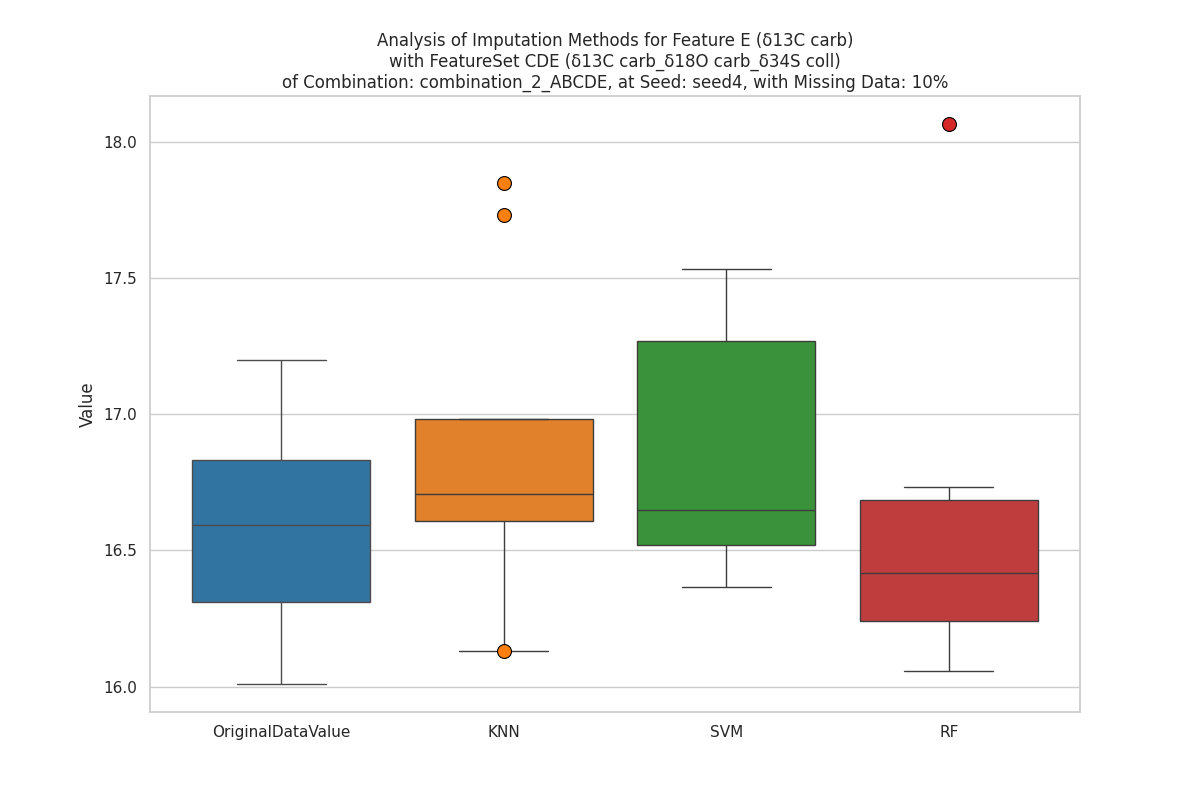 Analysis of Imputation Methods for Feature E (δ13C carb)
with FeatureSet CDE (δ13C carb_δ18O carb_δ34S coll)
of Combination: combination_2_ABCDE, at Seed: seed4, with Missing Data: 10%
18.0
17.5
17.0
16.5
16.0
Value
OriginalDataValue
KNN
SVM
RF